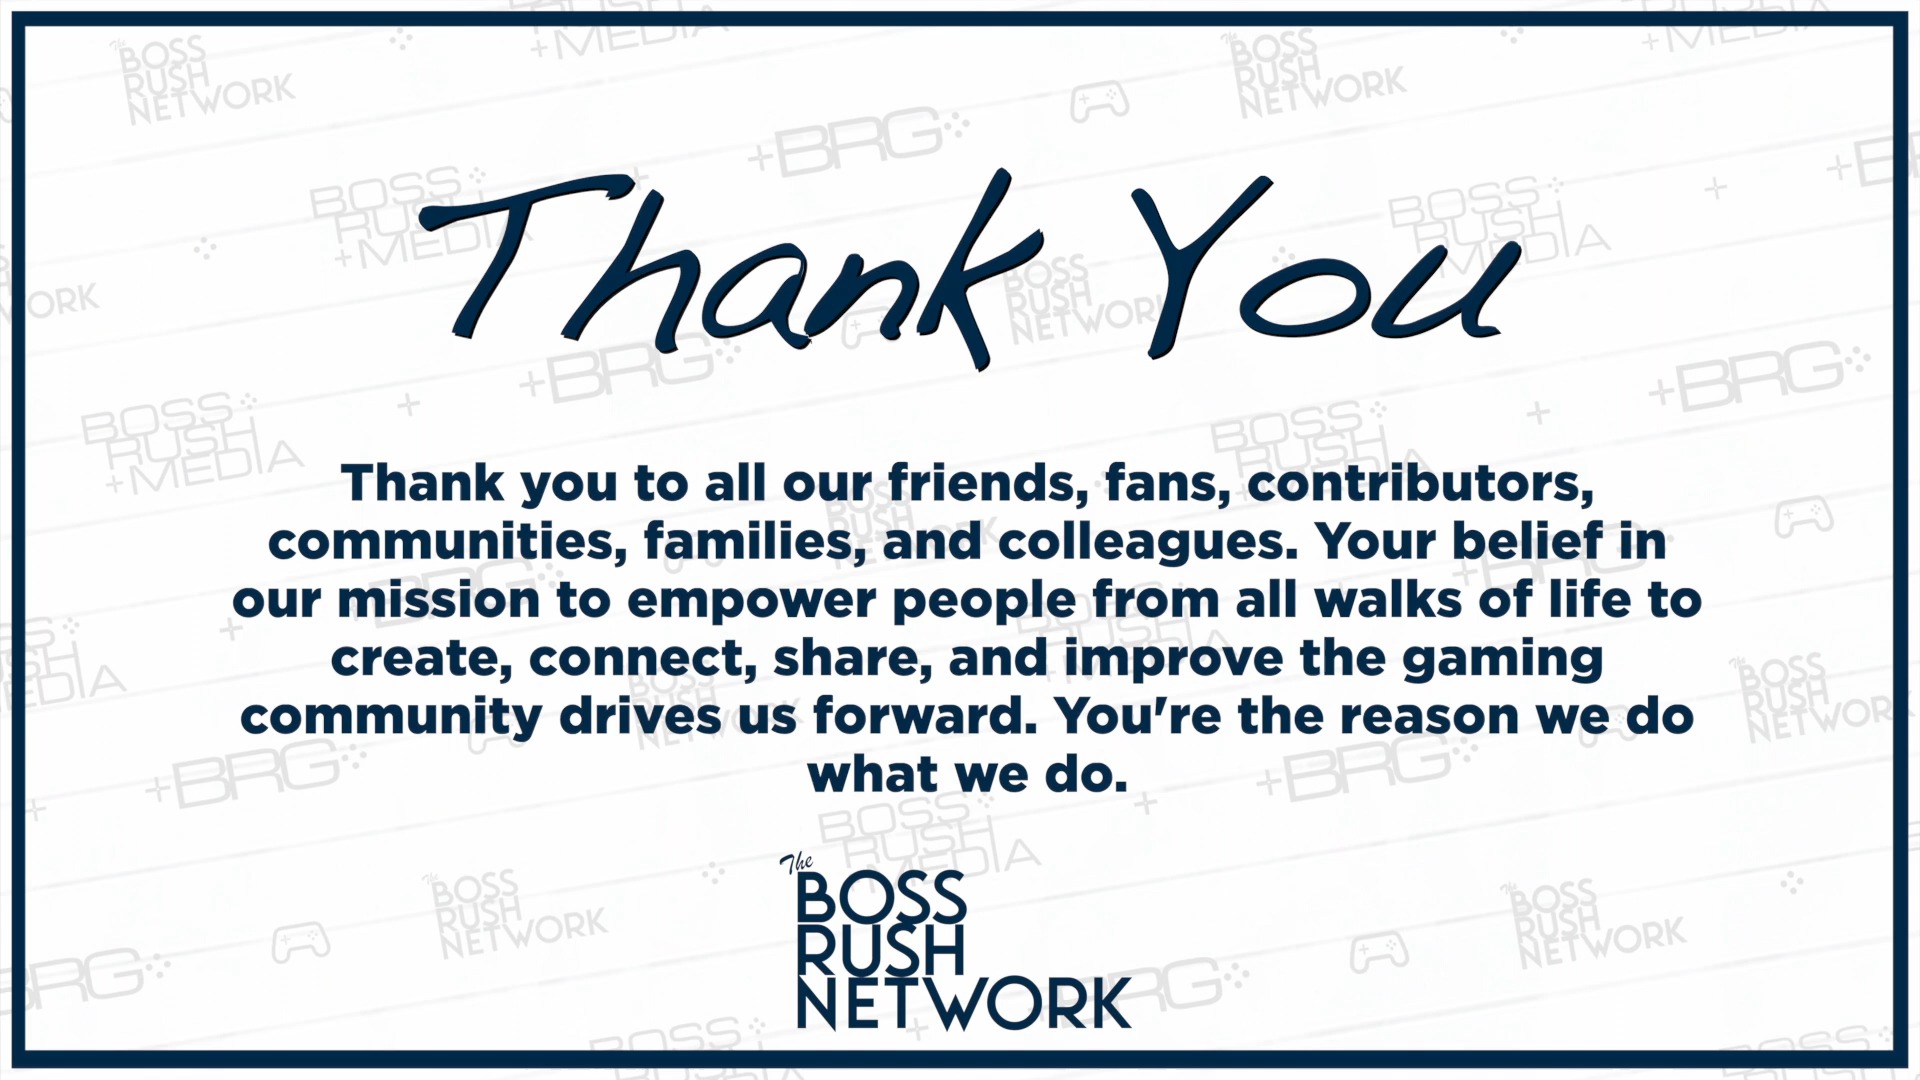 Thank You
Thank you to all our friends, fans, contributors,
communities, families, and colleagues. Your belief in
our mission to empower people from all walks of life to
create, connect, share, and improve the gaming
community drives us forward. You're the reason we do
what we do.
The
BOSS
RUSH
NETWORK